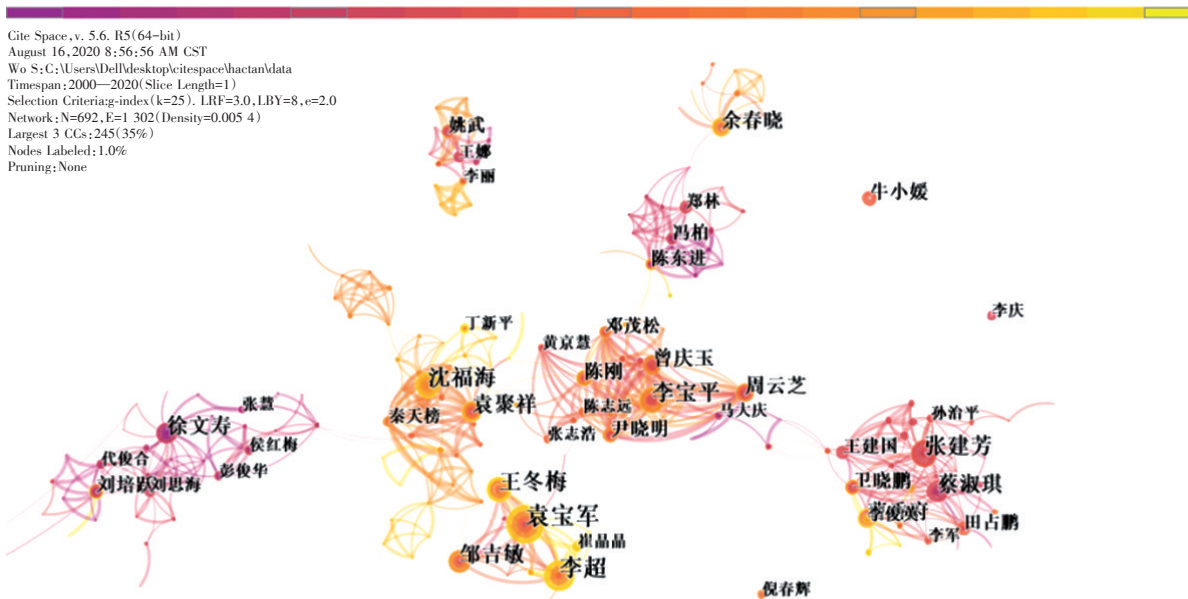 Cite Space,v. 5.6. R5(64-bit)
August 16,2020 8:56:56 AM CST
Wo S:C:\Users\Dell\desktop\citespace\hactan\data
Timespan:2000—2020(Slice Length=1)
Selection Criteria:g-index(k=25). LRF=3.0,LBY=8,e=2.0
Network:N=692,E=1 302(Density=0.005 4)
Largest 3 CCs:245(35%)
Nodes Labeled:1.0%
Pruning:None
姚武
王娜
李丽
余春晓
牛小媛
郑林
冯柏
陈东进
李庆
丁新平
邓茂松
黄京慧
曾庆玉
沈福海
陈刚
李宝平
周云芝
袁聚祥
陈志远
马大庆
秦天榜
张志浩
尹晓明
张慧
徐文寿
侯红梅
代俊合
彭俊华
刘培跃
刘思海
孙治平
王建国
张建芳
卫晓鹏
蔡淑琪
田占鹏
李军
王冬梅
袁宝军
崔晶晶
邹吉敏
李超
倪春辉